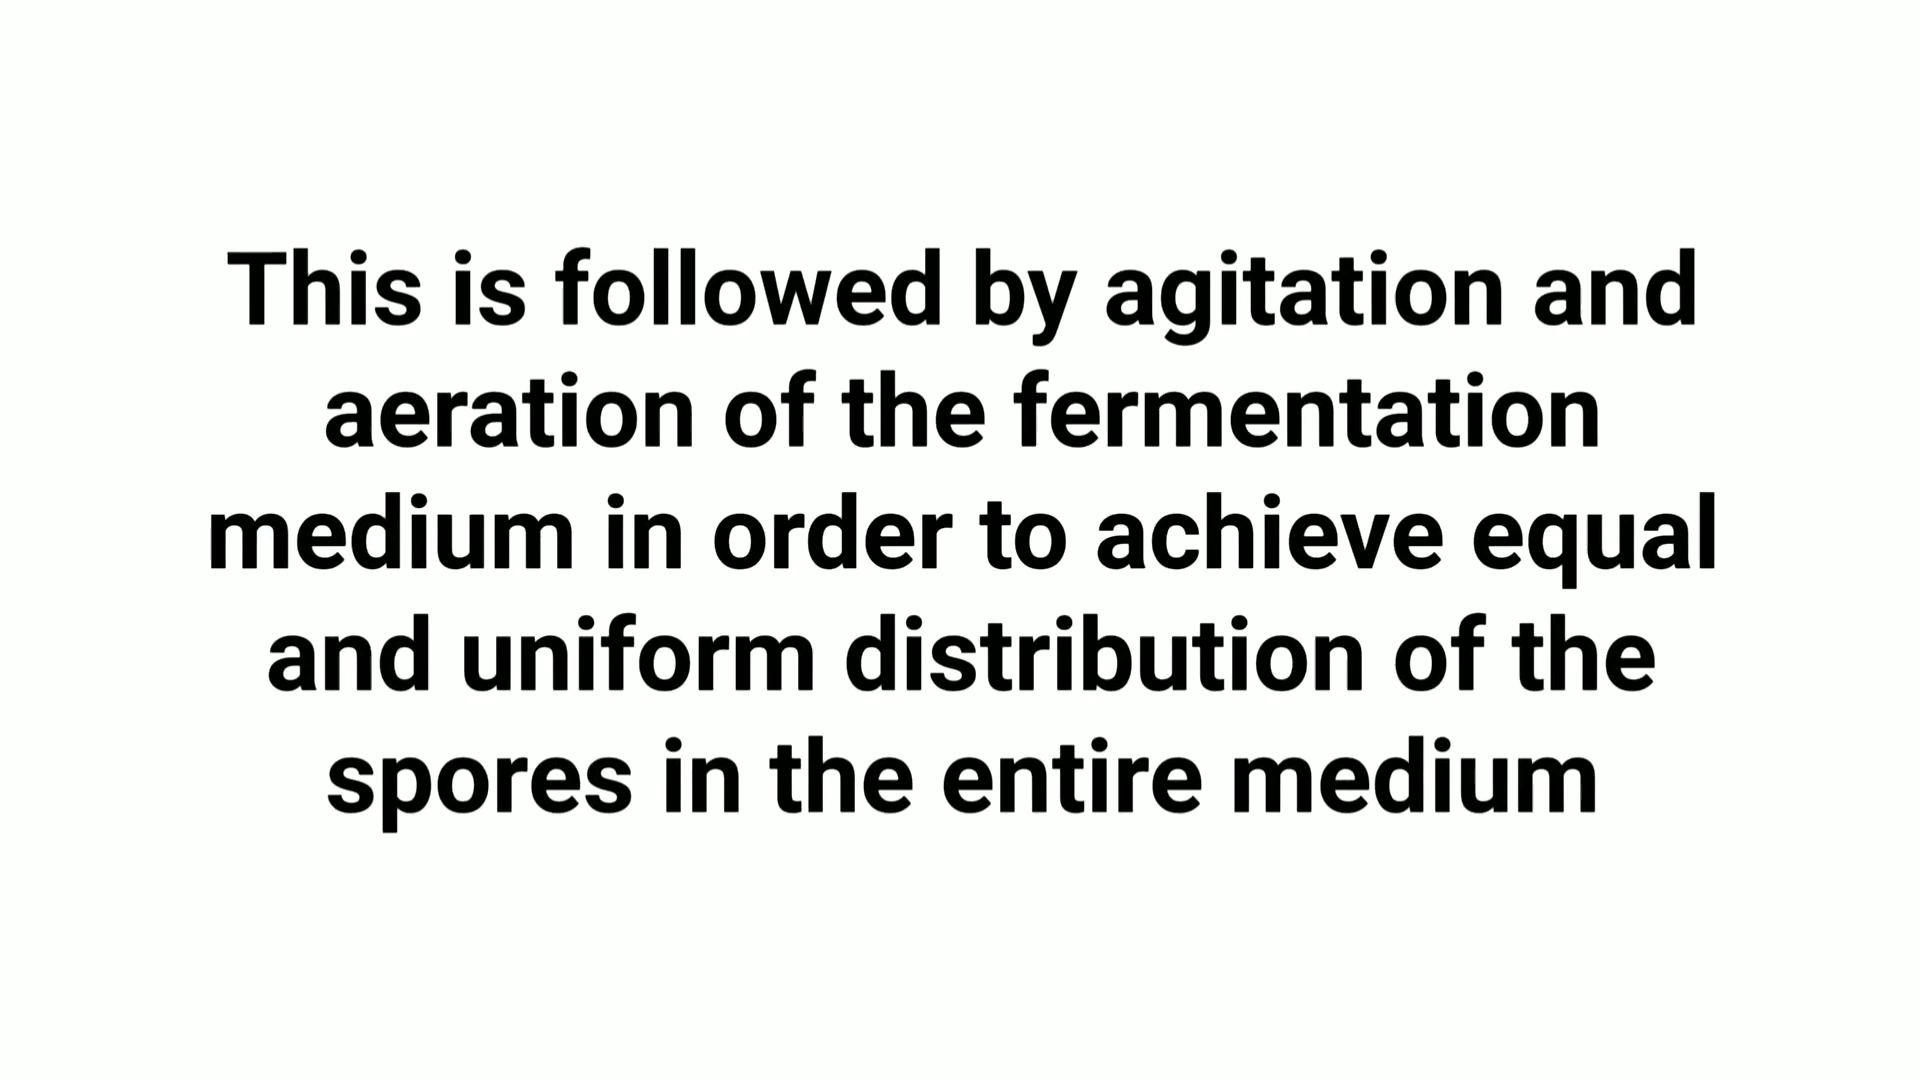 This is followed by agitation and
aeration of the fermentation
medium in order to achieve equal
and uniform distribution of the
spores in the entire medium